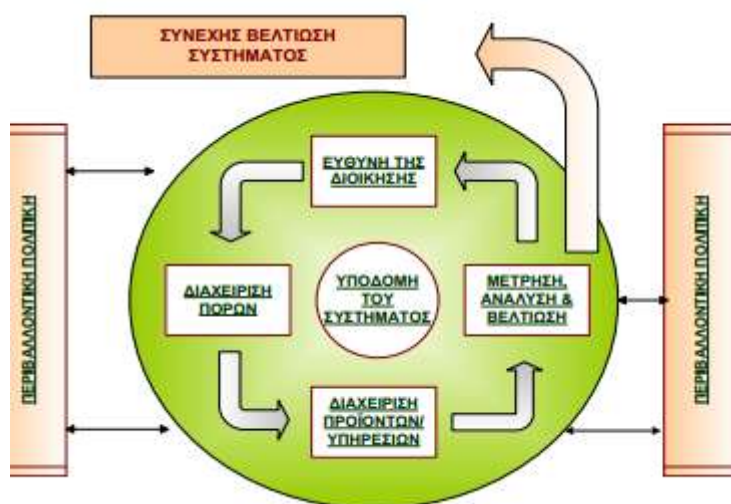 ΣΥΝΕΧΗΣ ΒΕΛΤΙΩΣΗ
ΣΥΣΤΗΜΑΤΟΣ
ΠΕΡΙΒΑΛΛΟΝΤΙΚΗ ΠΟΛΙΤΙΚΗ
ΕΥΘΥΝΗ ΤΗΣ
ΔΙΟΙΚΗΣΗΣ
ΔΙΑΧΕΙΡΙΣΗ
ΠΟΡΩΝ
ΥΠΟΔΟΜΗ
ΤΟΥ
ΣΥΣΤΗΜΑΤΟΣ
ΜΕΤΡΗΣΗ,
ΑΝΑΛΥΣΗ &
ΒΕΛΤΙΩΣΗ
ΔΙΑΧΕΙΡΙΣΗ
ΠΡΟΪΟΝΤΩΝ/
ΥΠΗΡΕΣΙΩΝ
ΠΕΡΙΒΑΛΛΟΝΤΙΚΗ ΠΟΛΙΤΙΚΗ